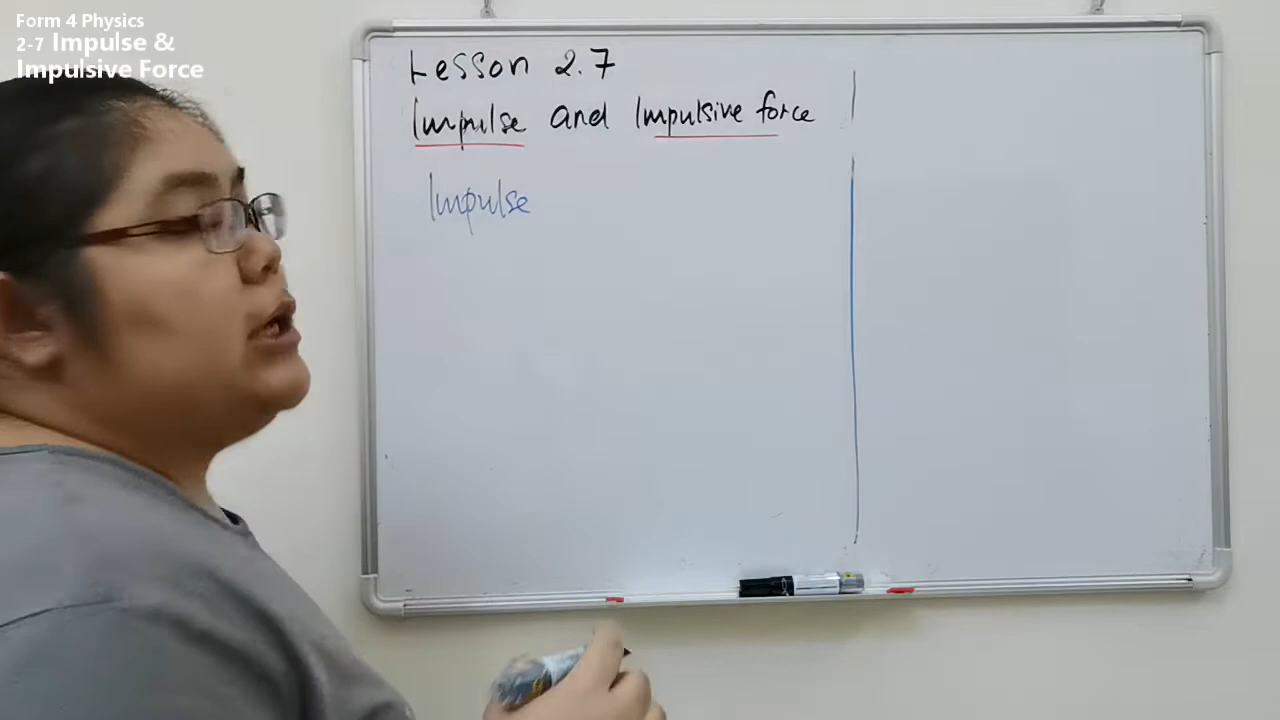 Form 4 Physics
2-7 Impulse &
Impulsive Force
Lesson 2.7
Impulse and Impulsive force
Impulse